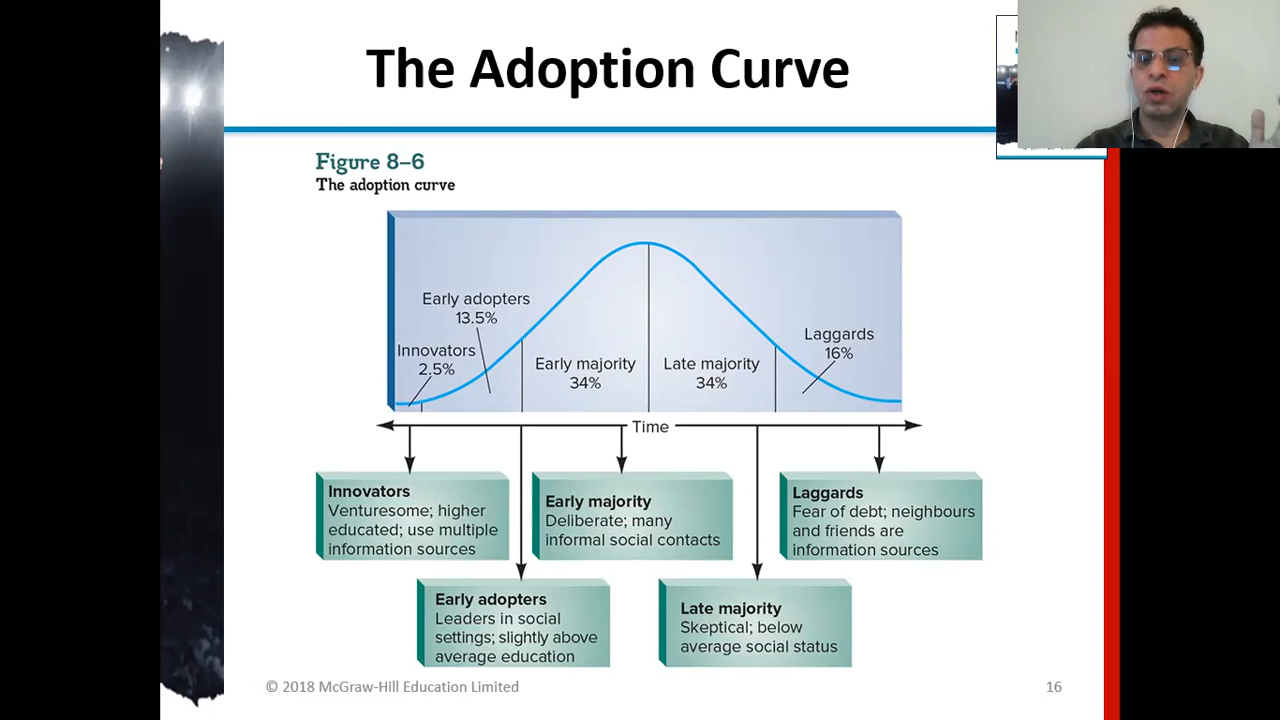 The Adoption Curve
Figure 8–6
The adoption curve
Early adopters
13.5%
Innovators
2.5%
Early majority
34%
Late majority
34%
Laggards
16%
Time
Innovators
Venturesome; higher
educated; use multiple
information sources
Early majority
Deliberate; many
informal social contacts
Laggards
Fear of debt; neighbours
and friends are
information sources
Early adopters
Leaders in social
settings; slightly above
average education
Late majority
Skeptical; below
average social status
© 2018 McGraw-Hill Education Limited
16